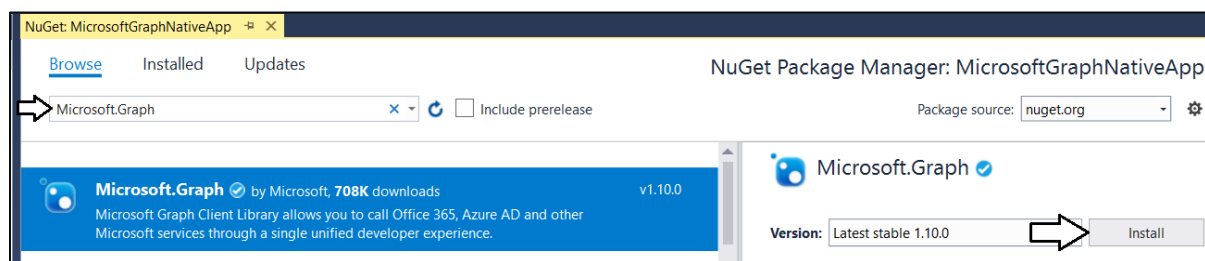 NuGet: MicrosoftGraphNativeApp
Browse Installed Updates
NuGet Package Manager: MicrosoftGraphNativeApp
Microsoft.Graph
Include prerelease
Package source: nuget.org
Microsoft.Graph by Microsoft, 708K downloads v1.10.0
Microsoft Graph Client Library allows you to call Office 365, Azure AD and other
Microsoft services through a single unified developer experience.
Microsoft.Graph
Version: Latest stable 1.10.0 Install